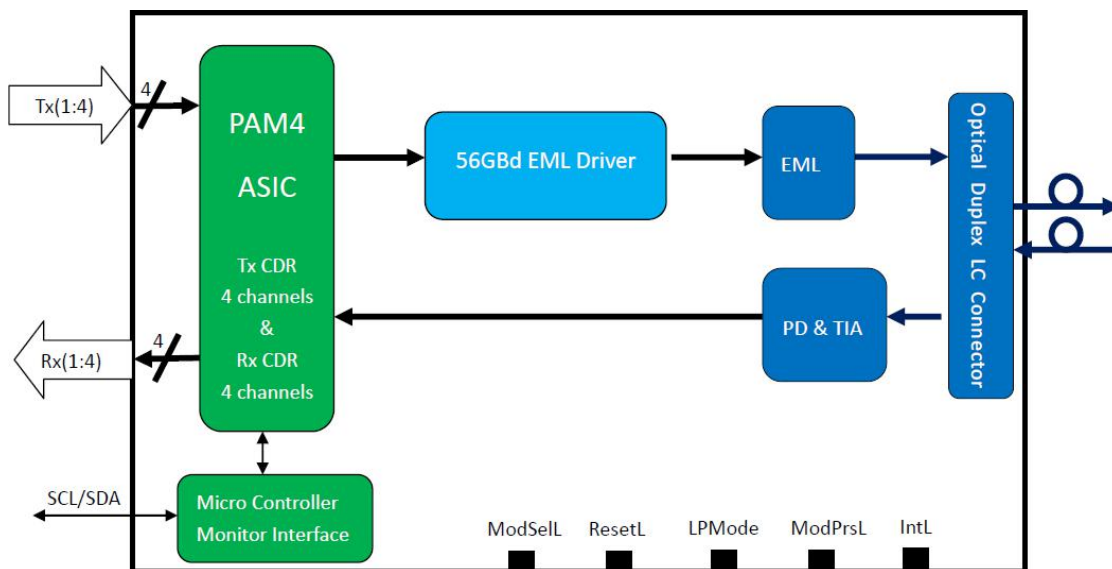 4
Tx(1:4)
PAM4
ASIC
Tx CDR
4 channels
&
Rx CDR
4 channels
56GBd EML Driver
EML
Optical Duplex LC Connector
PD & TIA
4
Rx(1:4)
SCL/SDA
Micro Controller
Monitor Interface
ModSelL
ResetL
LPMode
ModPrsL
IntL